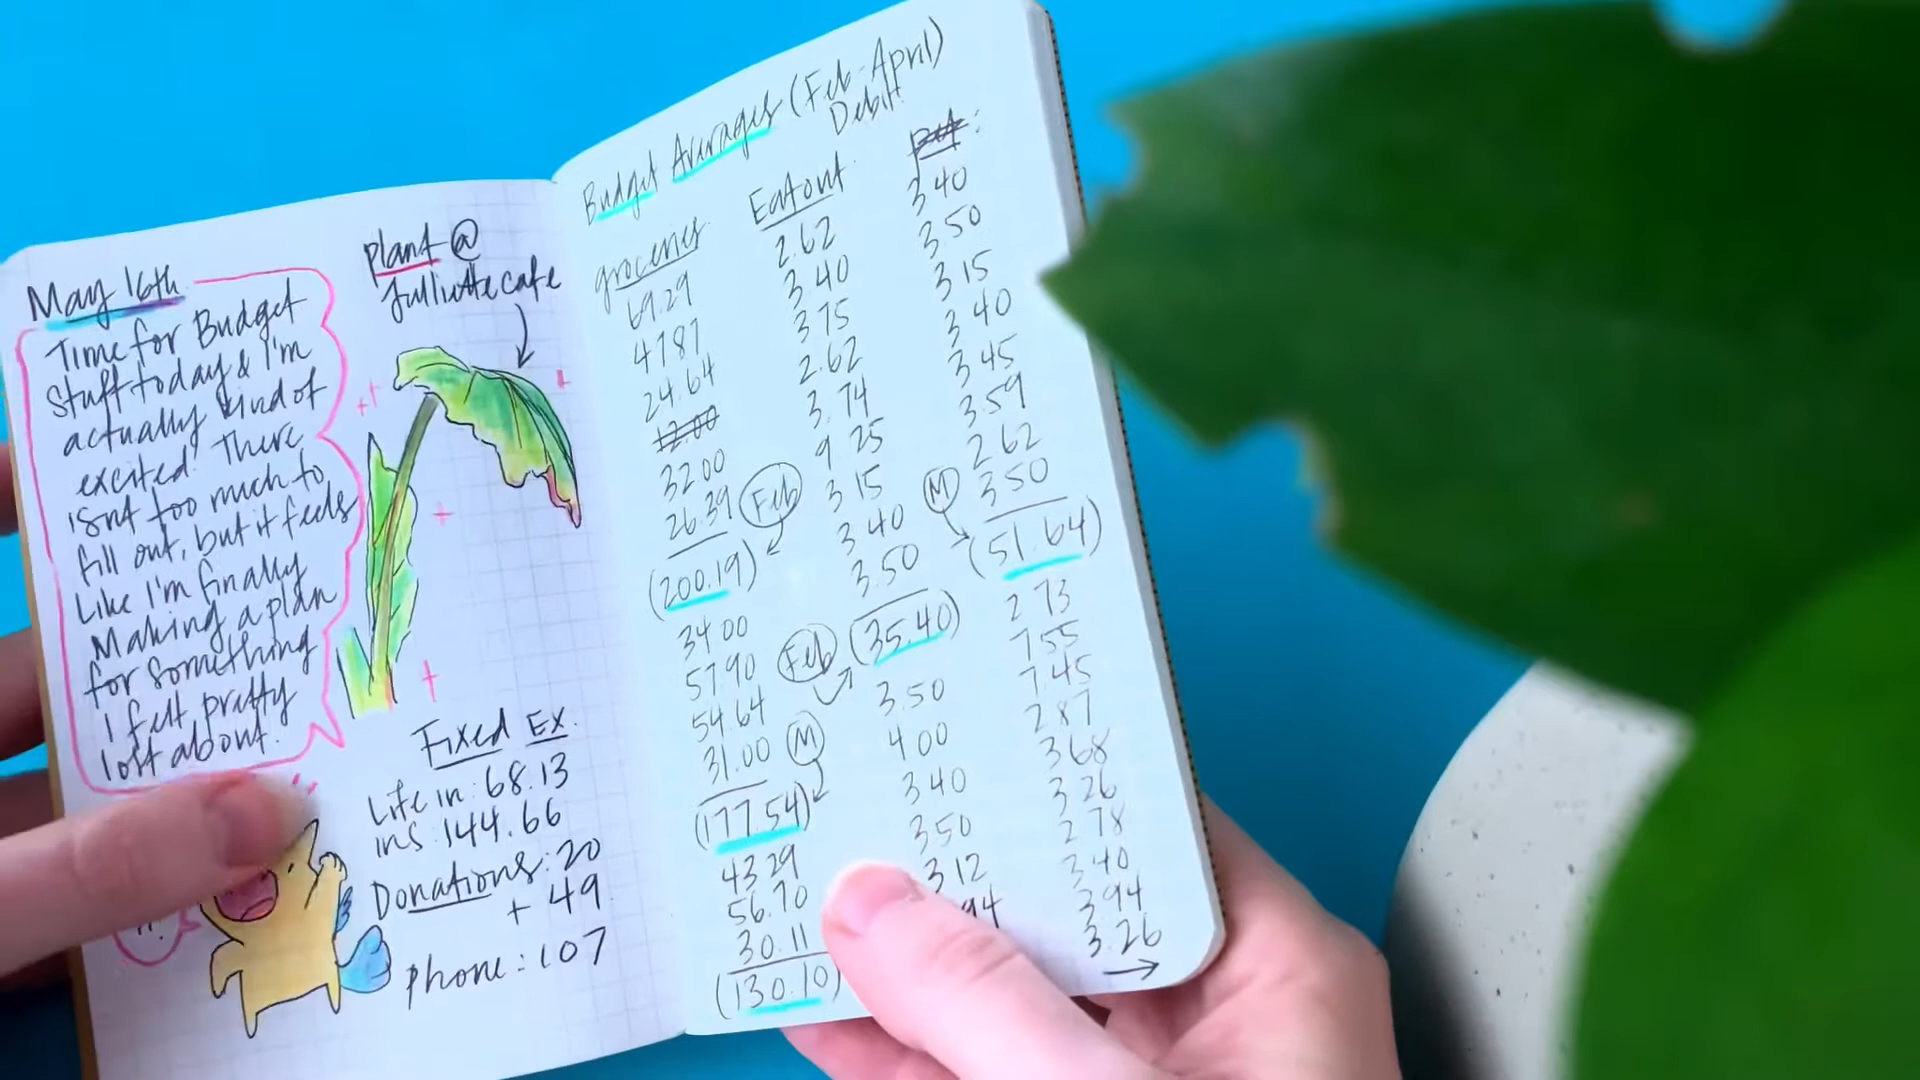 May 16th
Time for Budget
stuff today & I'm
actually kind of
excited! There
isnt too much to
fill out, but it feels
like I'm finally
making a plan
for something
I felt pretty
lost about.
plant @
Julliette cafe
Fixed Ex.
Life in: 68.13
ins: 144.66
Donations: 20
+ 49
phone: 107
Budget Averages (Feb-April)
Debit
groceries
69.29
47 87
24.64
12.00
32 00
26.39
Feb
(200.19)
34 00
57 90
54.64
31.00
M
(177.54)
43 29
56.70
30.11
(130.10)
Eatout
2.62
3 40
3 75
2.62
3.74
9 25
3 15
3 40
3.50
Feb
(35.40)
3.50
4 00
3 40
3 50
3 12
94
3 40
3.50
3 15
3 40
3 45
3.59
2 62
3 50
M
(51.64)
2 73
7 55
7 45
2 87
3 68
3 26
2 78
3 40
3 94
3.26